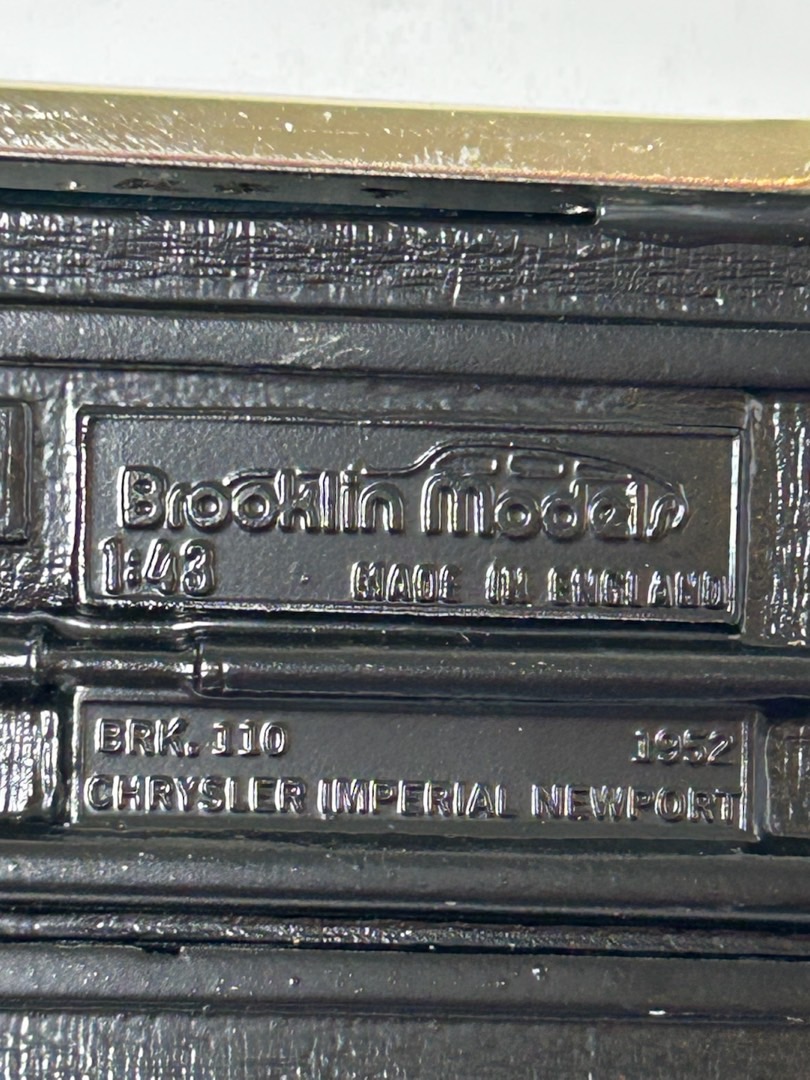 Brooklin Models
1:43 MADE IN ENGLAND
BRK. 110 1952
CHRYSLER IMPERIAL NEWPORT